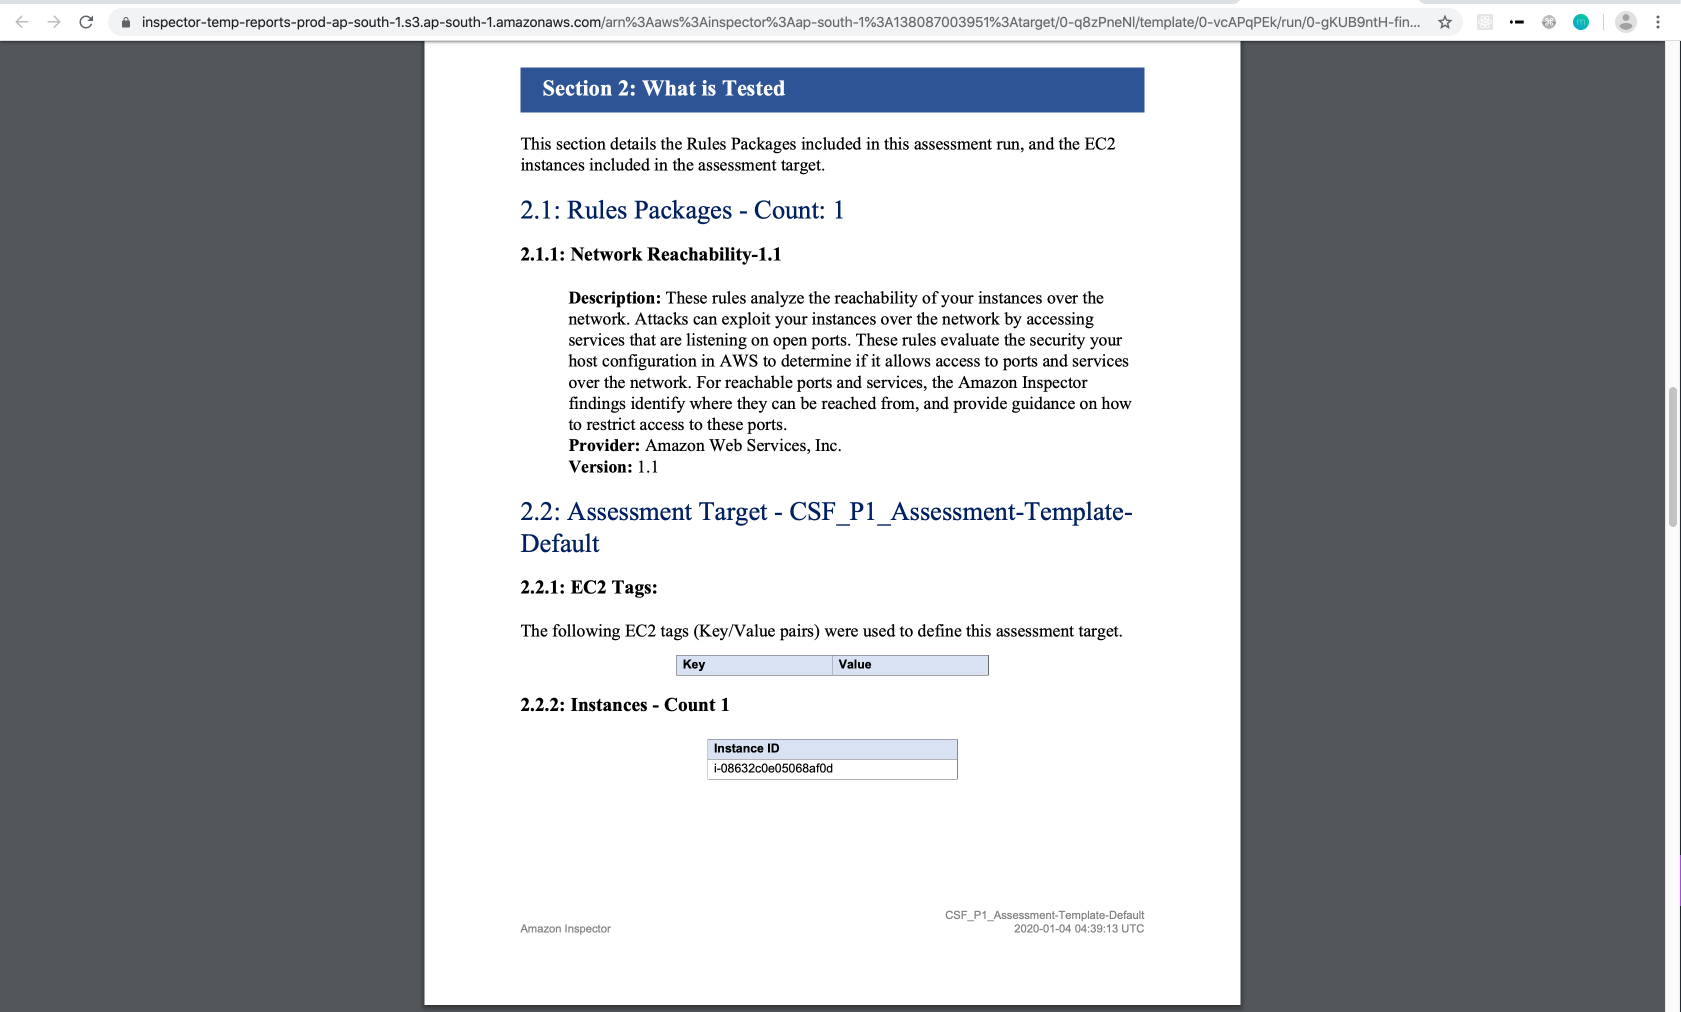 inspector-temp-reports-prod-ap-south-1.s3.ap-south-1.amazonaws.com/arn%3Aaws%3Ainspector%3Aap-south-1%3A138087003951%3Atarget/0-q8zPneNl/template/0-vcAPqPEk/run/0-gKUB9ntH-fin...
Section 2: What is Tested
This section details the Rules Packages included in this assessment run, and the EC2
instances included in the assessment target.
2.1: Rules Packages - Count: 1
2.1.1: Network Reachability-1.1
Description: These rules analyze the reachability of your instances over the
network. Attacks can exploit your instances over the network by accessing
services that are listening on open ports. These rules evaluate the security your
host configuration in AWS to determine if it allows access to ports and services
over the network. For reachable ports and services, the Amazon Inspector
findings identify where they can be reached from, and provide guidance on how
to restrict access to these ports.
Provider: Amazon Web Services, Inc.
Version: 1.1
2.2: Assessment Target - CSF_P1_Assessment-Template-
Default
2.2.1: EC2 Tags:
The following EC2 tags (Key/Value pairs) were used to define this assessment target.
Key Value
2.2.2: Instances - Count 1
Instance ID
i-08632c0e05068af0d
CSF_P1_Assessment-Template-Default
Amazon Inspector 2020-01-04 04:39:13 UTC